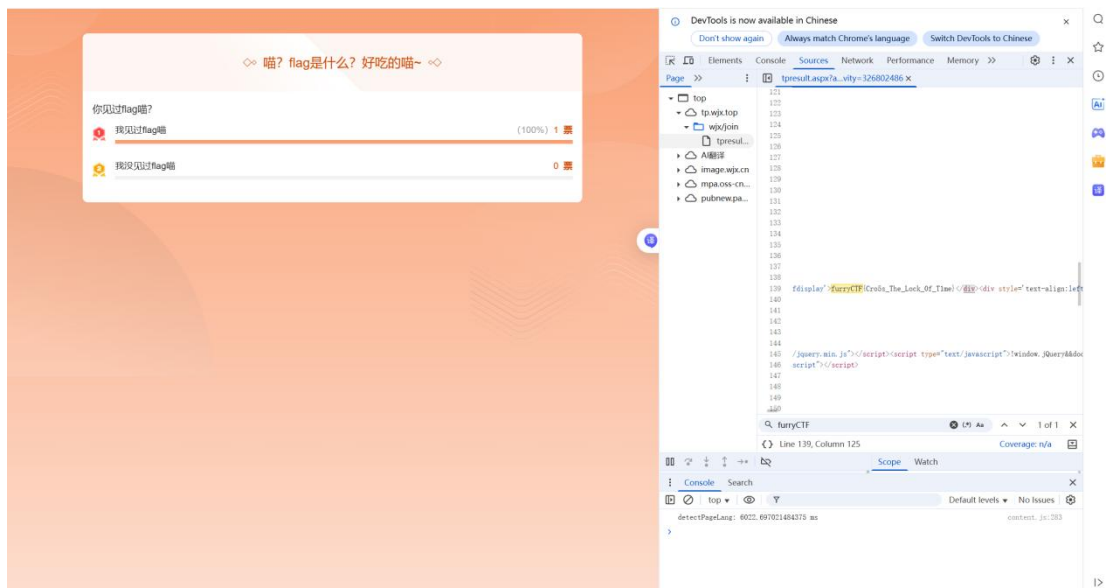 喵？flag是什么？好吃的喵~
你见过flag喵?
我见过flag喵
(100%) 1 票
我没见过flag喵
0 票
译
DevTools is now available in Chinese
Don't show again
Always match Chrome's language
Switch DevTools to Chinese
Elements Console Sources Network Performance Memory
Page
tpresult.aspx?a...vity=326802486
top
tp.wjx.top
wjx/join
tpresul...
AI翻译
image.wjx.cn
mpa.oss-cn...
pubnew.pa...
121
122
123
124
125
126
127
128
129
130
131
132
133
134
135
136
137
138
139 fdisplay'>furryCTF{Cro5s_The_Lock_Of_T1me}</div><div style='text-align:left
140
141
142
143
144
145 /jquery.min.js"></script><script type="text/javascript">!window.jQuery&&doc
146 script"></script>
147
148
149
150
furryCTF
Aa
1 of 1
{} Line 139, Column 125
Coverage: n/a
Scope Watch
Console Search
top
Default levels
No Issues
detectPageLang: 6022.697021484375 ms
content.js:283
AI
译